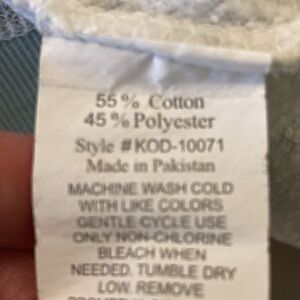 55% Cotton
45% Polyester
Style #KOD-10071
Made in Pakistan
MACHINE WASH COLD
WITH LIKE COLORS
GENTLE CYCLE USE
ONLY NON-CHLORINE
BLEACH WHEN
NEEDED. TUMBLE DRY
LOW. REMOVE